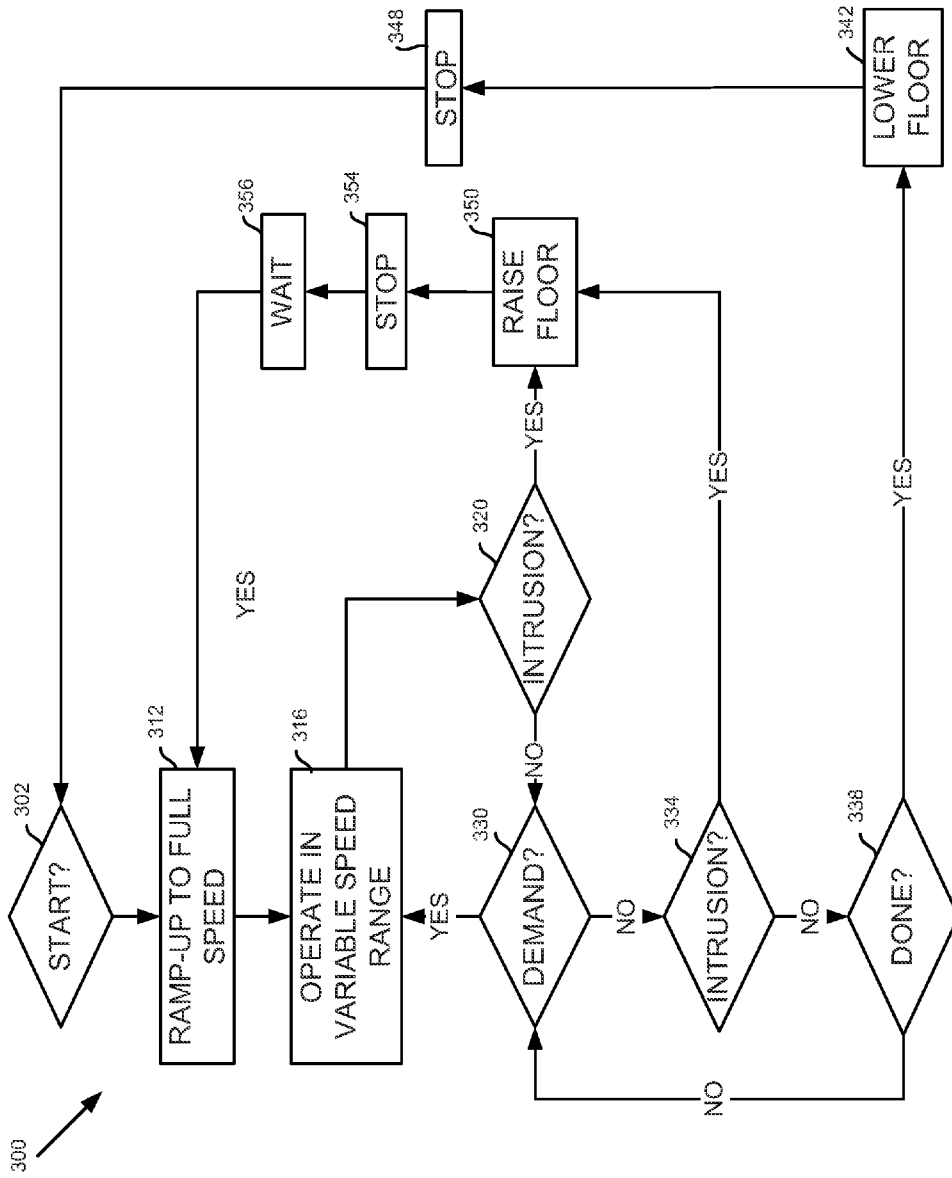 300
302
START?
312
RAMP-UP TO FULL
SPEED
YES
316
OPERATE IN
VARIABLE SPEED
RANGE
YES
320
INTRUSION?
NO
YES
330
DEMAND?
NO
334
INTRUSION?
NO
YES
338
DONE?
NO
YES
356
WAIT
354
STOP
350
RAISE
FLOOR
348
STOP
342
LOWER
FLOOR